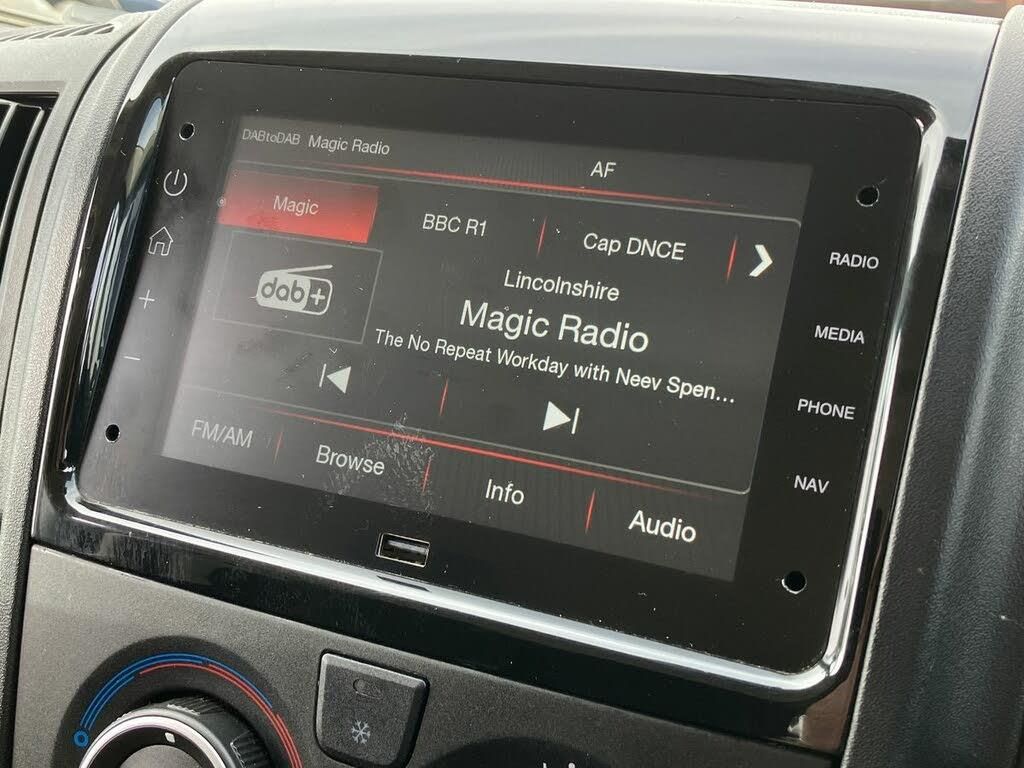 DABtoDAB Magic Radio
AF
Magic
BBC R1
Cap DNCE
dab+
Lincolnshire
Magic Radio
The No Repeat Workday with Neev Spen...
FM/AM
Browse
Info
Audio
RADIO
MEDIA
PHONE
NAV